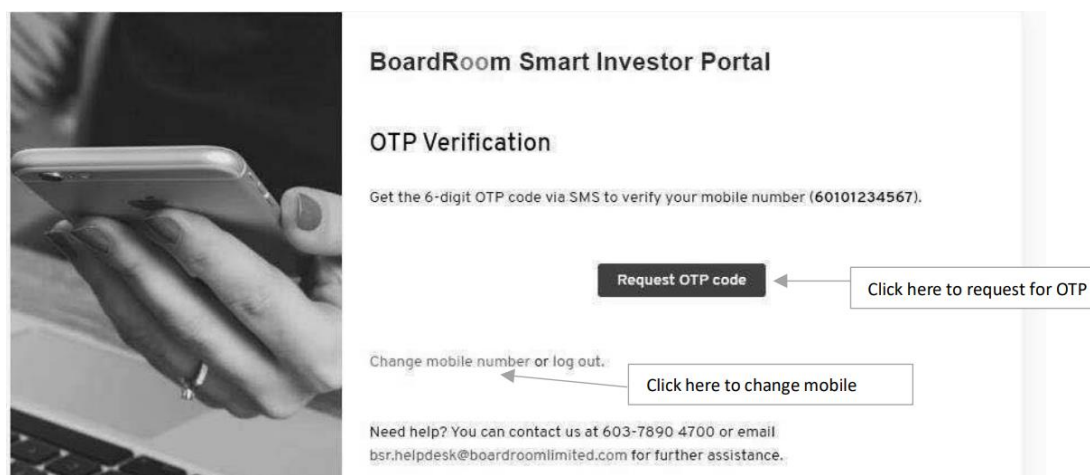 BoardRoom Smart Investor Portal
OTP Verification
Get the 6-digit OTP code via SMS to verify your mobile number (60101234567).
Request OTP code
Click here to request for OTP
Change mobile number or log out.
Click here to change mobile
Need help? You can contact us at 603-7890 4700 or email
bsr.helpdesk@boardroomlimited.com for further assistance.